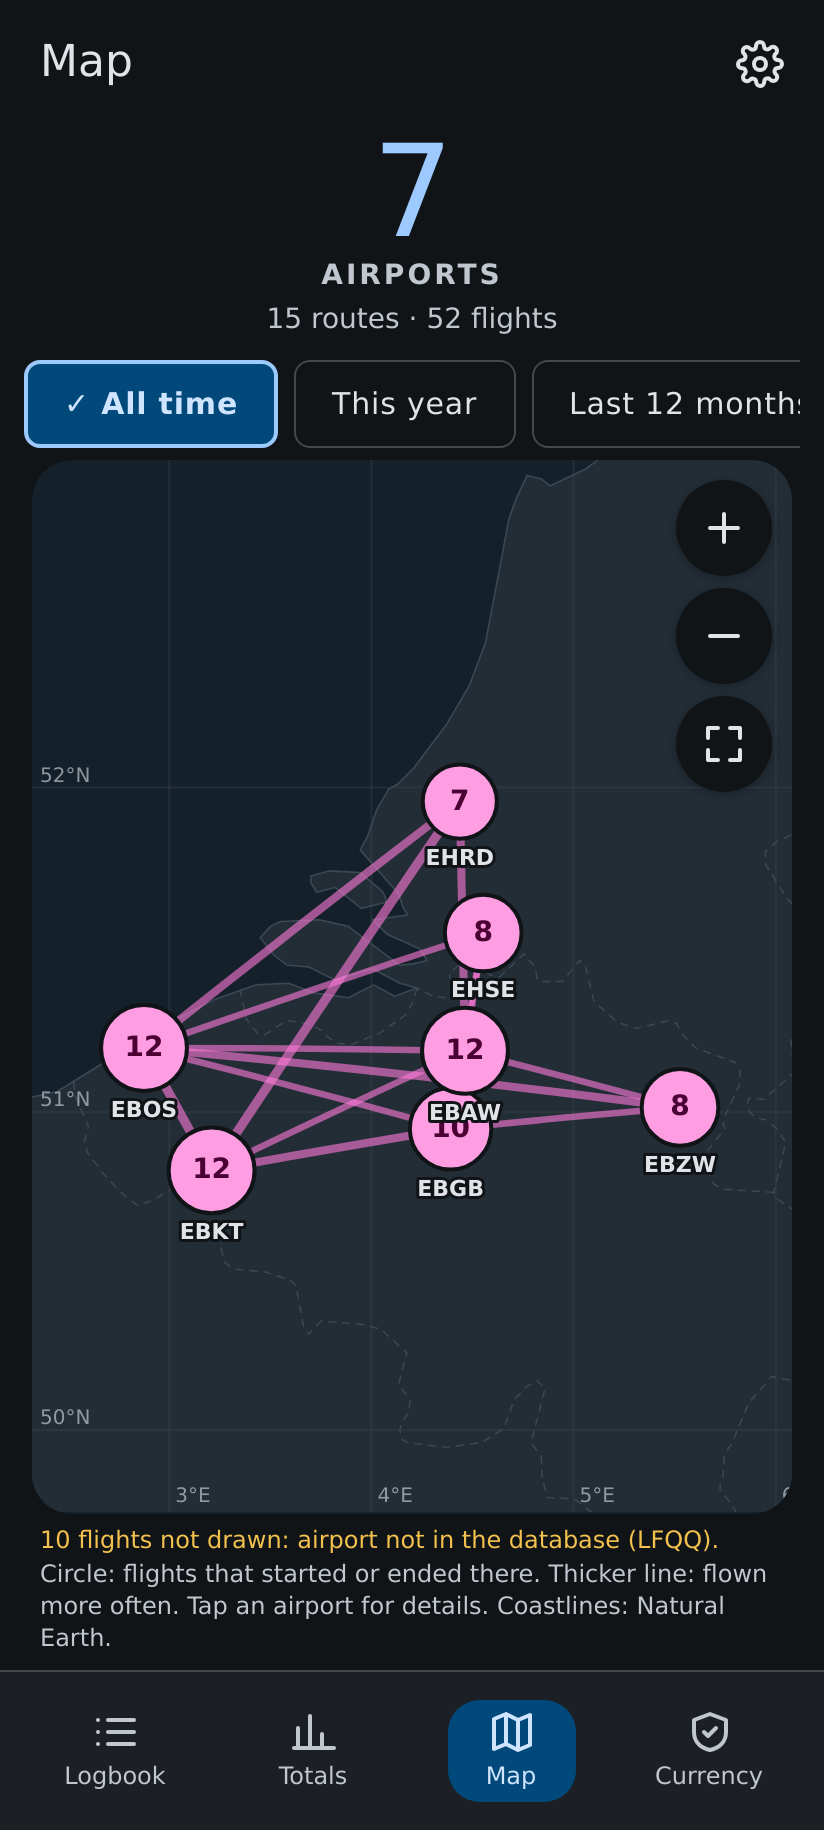 Map
7
AIRPORTS
15 routes · 52 flights
✓ All time
This year
Last 12 months
52°N
7
EHRD
8
EHSE
12
EBOS
12
EBAW
51°N
8
EBZW
10
EBGB
12
EBKT
50°N
3°E
4°E
5°E
10 flights not drawn: airport not in the database (LFQQ).
Circle: flights that started or ended there. Thicker line: flown
more often. Tap an airport for details. Coastlines: Natural
Earth.
Logbook
Totals
Map
Currency